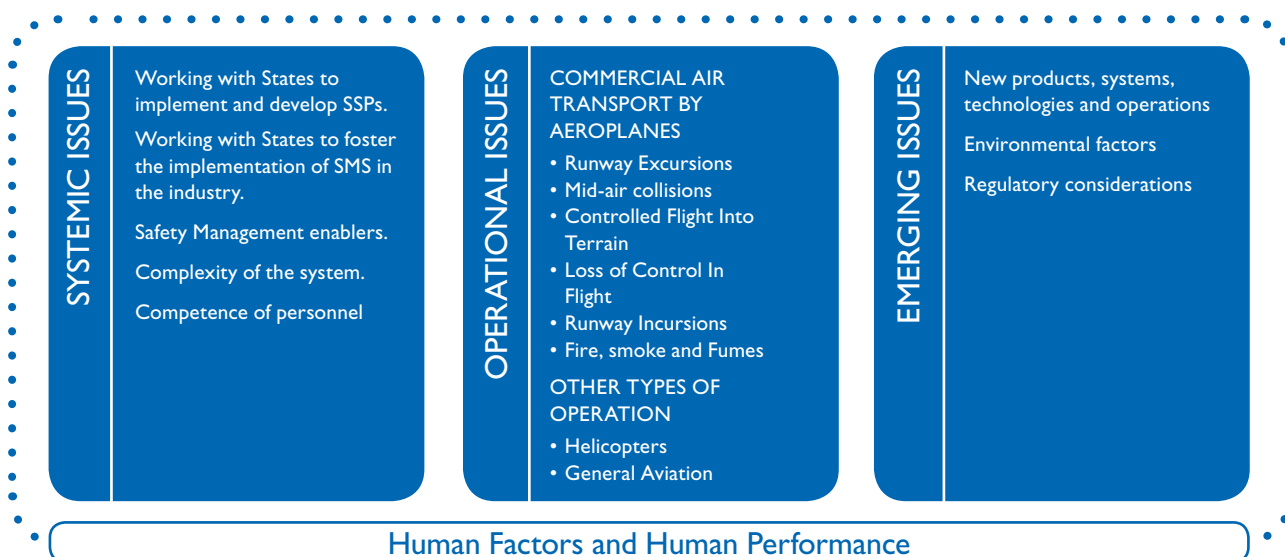 SYSTEMIC ISSUES
Working with States to
implement and develop SSPs.
Working with States to foster
the implementation of SMS in
the industry.
Safety Management enablers.
Complexity of the system.
Competence of personnel
OPERATIONAL ISSUES
COMMERCIAL AIR
TRANSPORT BY
AEROPLANES
• Runway Excursions
• Mid-air collisions
• Controlled Flight Into
Terrain
• Loss of Control In
Flight
• Runway Incursions
• Fire, smoke and Fumes
OTHER TYPES OF
OPERATION
• Helicopters
• General Aviation
EMERGING ISSUES
New products, systems,
technologies and operations
Environmental factors
Regulatory considerations
Human Factors and Human Performance